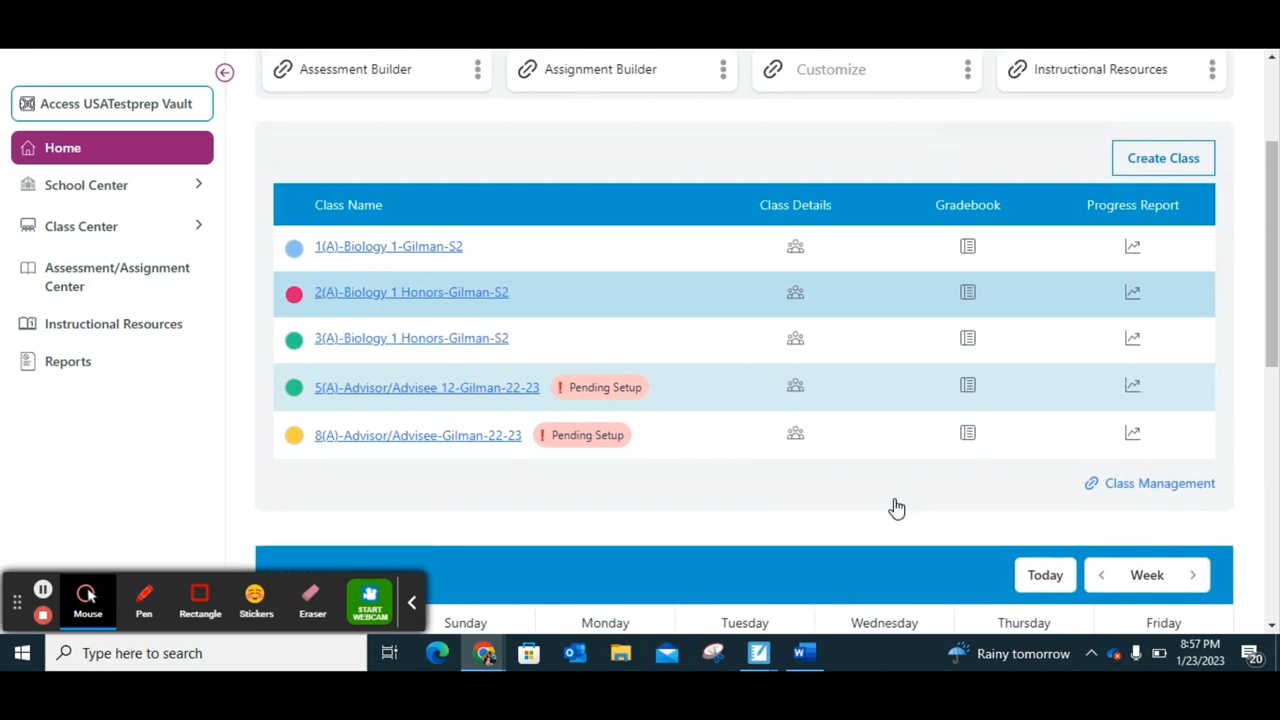 Assessment Builder
Assignment Builder
Customize
Instructional Resources
Access USATestprep Vault
Home
School Center
Class Center
Assessment/Assignment
Center
Instructional Resources
Reports
Create Class
Class Name Class Details Gradebook Progress Report
1(A)-Biology 1-Gilman-S2
2(A)-Biology 1 Honors-Gilman-S2
3(A)-Biology 1 Honors-Gilman-S2
5(A)-Advisor/Advisee 12-Gilman-22-23 ! Pending Setup
8(A)-Advisor/Advisee-Gilman-22-23 ! Pending Setup
Class Management
Today
Week
Sunday Monday Tuesday Wednesday Thursday Friday
Mouse
Pen
Rectangle
Stickers
Eraser
START
WEBCAM
Type here to search
Rainy tomorrow
8:57 PM
1/23/2023
20